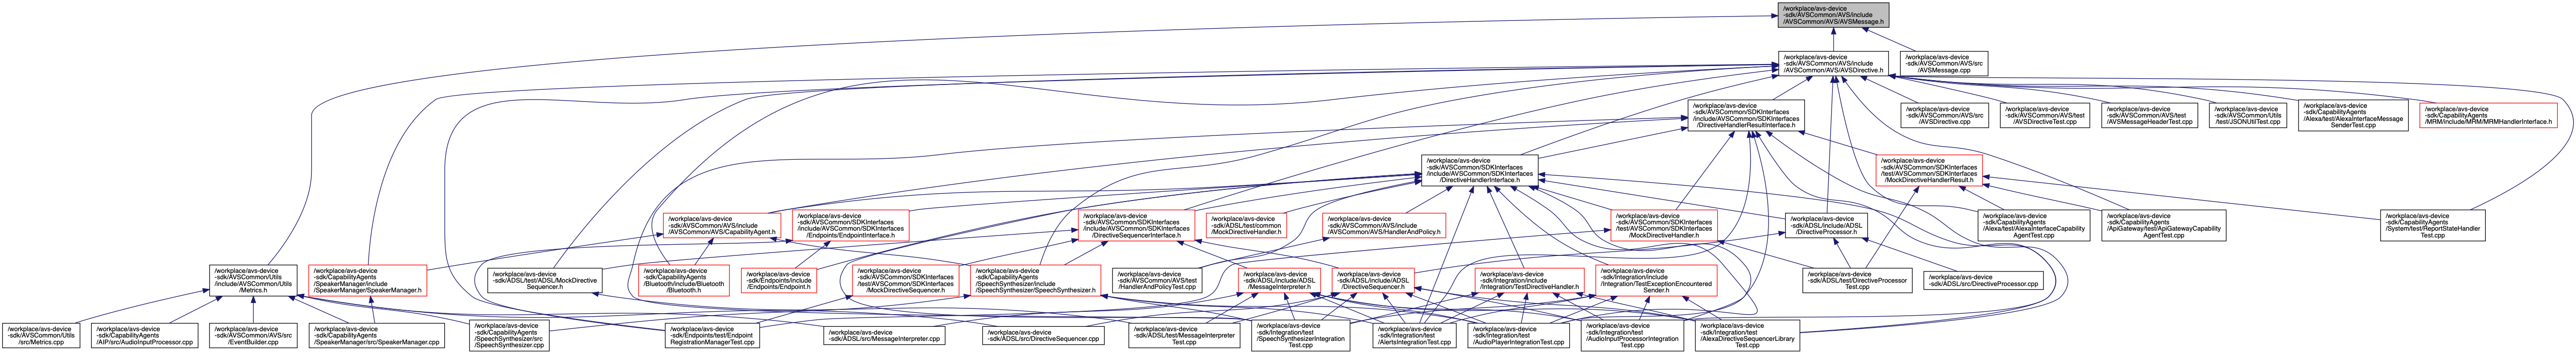 /workplace/avs-device
-sdk/AVSCommon/AVS/include
/AVSCommon/AVS/AVSMessage.h
/workplace/avs-device
-sdk/AVSCommon/AVS/include
/AVSCommon/AVS/AVSDirective.h
/workplace/avs-device
-sdk/AVSCommon/AVS/src
/AVSMessage.cpp
/workplace/avs-device
-sdk/AVSCommon/SDKInterfaces
/include/AVSCommon/SDKInterfaces
/DirectiveHandlerResultInterface.h
/workplace/avs-device
-sdk/AVSCommon/AVS/src
/AVSDirective.cpp
/workplace/avs-device
-sdk/AVSCommon/AVS/test
/AVSDirectiveTest.cpp
/workplace/avs-device
-sdk/AVSCommon/AVS/test
/AVSMessageHeaderTest.cpp
/workplace/avs-device
-sdk/AVSCommon/Utils
/test/JSONUtilTest.cpp
/workplace/avs-device
-sdk/CapabilityAgents
/Alexa/test/AlexaInterfaceMessage
SenderTest.cpp
/workplace/avs-device
-sdk/CapabilityAgents
/MRM/include/MRM/MRMHandlerInterface.h
/workplace/avs-device
-sdk/AVSCommon/SDKInterfaces
/include/AVSCommon/SDKInterfaces
/DirectiveHandlerInterface.h
/workplace/avs-device
-sdk/AVSCommon/SDKInterfaces
/test/AVSCommon/SDKInterfaces
/MockDirectiveHandlerResult.h
/workplace/avs-device
-sdk/AVSCommon/AVS/include
/AVSCommon/AVS/CapabilityAgent.h
/workplace/avs-device
-sdk/AVSCommon/SDKInterfaces
/include/AVSCommon/SDKInterfaces
/Endpoints/EndpointInterface.h
/workplace/avs-device
-sdk/AVSCommon/SDKInterfaces
/include/AVSCommon/SDKInterfaces
/DirectiveSequencerInterface.h
/workplace/avs-device
-sdk/ADSL/test/common
/MockDirectiveHandler.h
/workplace/avs-device
-sdk/AVSCommon/AVS/include
/AVSCommon/AVS/HandlerAndPolicy.h
/workplace/avs-device
-sdk/AVSCommon/SDKInterfaces
/test/AVSCommon/SDKInterfaces
/MockDirectiveHandler.h
/workplace/avs-device
-sdk/ADSL/include/ADSL
/DirectiveProcessor.h
/workplace/avs-device
-sdk/CapabilityAgents
/Alexa/test/AlexaInterfaceCapability
AgentTest.cpp
/workplace/avs-device
-sdk/CapabilityAgents
/ApiGateway/test/ApiGatewayCapability
AgentTest.cpp
/workplace/avs-device
-sdk/CapabilityAgents
/System/test/ReportStateHandler
Test.cpp
/workplace/avs-device
-sdk/AVSCommon/Utils
/include/AVSCommon/Utils
/Metrics.h
/workplace/avs-device
-sdk/CapabilityAgents
/SpeakerManager/include
/SpeakerManager/SpeakerManager.h
/workplace/avs-device
-sdk/ADSL/test/ADSL/MockDirective
Sequencer.h
/workplace/avs-device
-sdk/CapabilityAgents
/Bluetooth/include/Bluetooth
/Bluetooth.h
/workplace/avs-device
-sdk/Endpoints/include
/Endpoints/Endpoint.h
/workplace/avs-device
-sdk/AVSCommon/SDKInterfaces
/test/AVSCommon/SDKInterfaces
/MockDirectiveSequencer.h
/workplace/avs-device
-sdk/CapabilityAgents
/SpeechSynthesizer/include
/SpeechSynthesizer/SpeechSynthesizer.h
/workplace/avs-device
-sdk/AVSCommon/AVS/test
/HandlerAndPolicyTest.cpp
/workplace/avs-device
-sdk/ADSL/include/ADSL
/MessageInterpreter.h
/workplace/avs-device
-sdk/ADSL/include/ADSL
/DirectiveSequencer.h
/workplace/avs-device
-sdk/Integration/include
/Integration/TestDirectiveHandler.h
/workplace/avs-device
-sdk/Integration/include
/Integration/TestExceptionEncountered
Sender.h
/workplace/avs-device
-sdk/ADSL/test/DirectiveProcessor
Test.cpp
/workplace/avs-device
-sdk/ADSL/src/DirectiveProcessor.cpp
/workplace/avs-device
-sdk/AVSCommon/Utils
/src/Metrics.cpp
/workplace/avs-device
-sdk/CapabilityAgents
/AIP/src/AudioInputProcessor.cpp
/workplace/avs-device
-sdk/AVSCommon/AVS/src
/EventBuilder.cpp
/workplace/avs-device
-sdk/CapabilityAgents
/SpeakerManager/src/SpeakerManager.cpp
/workplace/avs-device
-sdk/CapabilityAgents
/SpeechSynthesizer/src
/SpeechSynthesizer.cpp
/workplace/avs-device
-sdk/Endpoints/test/Endpoint
RegistrationManagerTest.cpp
/workplace/avs-device
-sdk/ADSL/src/MessageInterpreter.cpp
/workplace/avs-device
-sdk/ADSL/src/DirectiveSequencer.cpp
/workplace/avs-device
-sdk/ADSL/test/MessageInterpreter
Test.cpp
/workplace/avs-device
-sdk/Integration/test
/SpeechSynthesizerIntegration
Test.cpp
/workplace/avs-device
-sdk/Integration/test
/AlertsIntegrationTest.cpp
/workplace/avs-device
-sdk/Integration/test
/AudioPlayerIntegrationTest.cpp
/workplace/avs-device
-sdk/Integration/test
/AudioInputProcessorIntegration
Test.cpp
/workplace/avs-device
-sdk/Integration/test
/AlexaDirectiveSequencerLibrary
Test.cpp